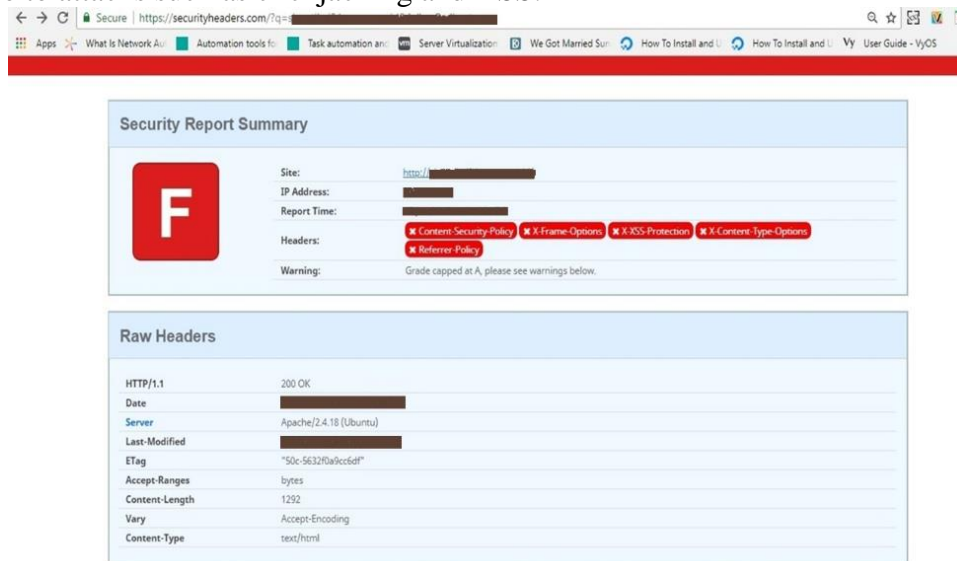 Secure | https://securityheaders.com/?q=s
Apps What Is Network Au Automation tools fo Task automation and Server Virtualization We Got Married Sun How To Install and U How To Install and U Vy User Guide - VyOS
Security Report Summary
F
Site: http://
IP Address:
Report Time:
Headers: Content-Security-Policy X-Frame-Options X-XSS-Protection X-Content-Type-Options
Referrer-Policy
Warning: Grade capped at A, please see warnings below.
Raw Headers
HTTP/1.1 200 OK
Date
Server Apache/2.4.18 (Ubuntu)
Last-Modified
ETag "50c-5632f0a9cc6df"
Accept-Ranges bytes
Content-Length 1292
Vary Accept-Encoding
Content-Type text/html